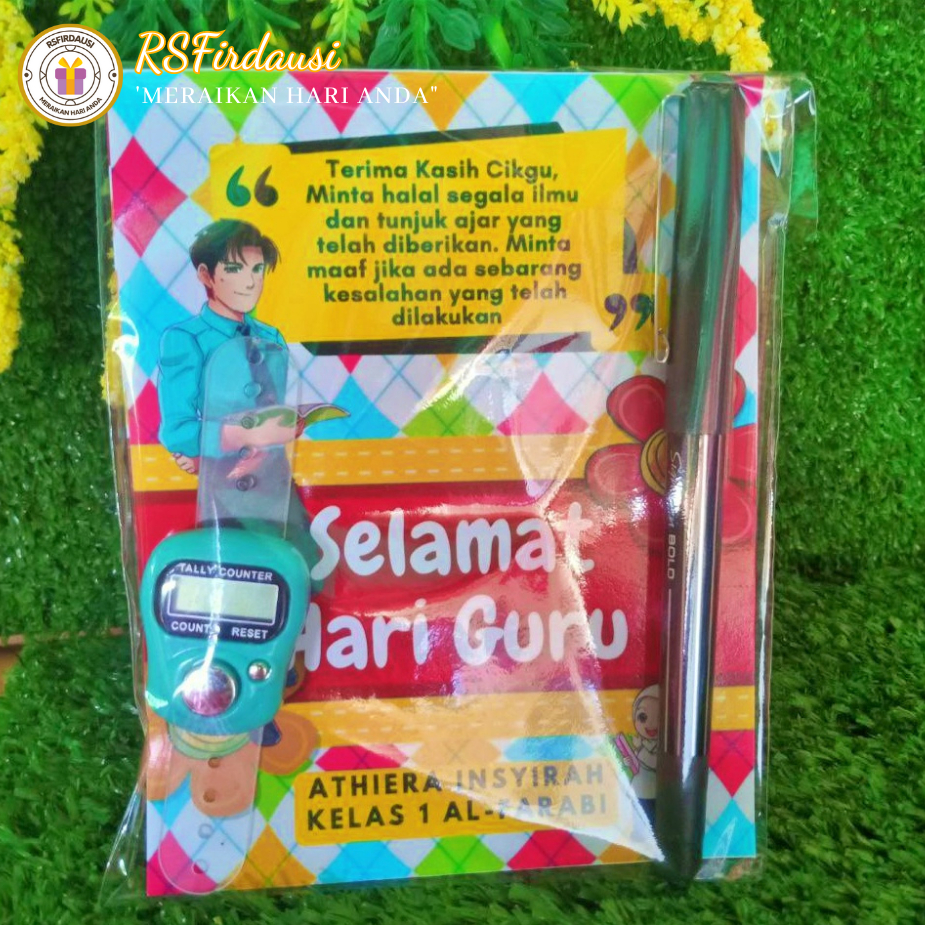 RSFIRDAUSI
MERAIKAN HARI ANDA
RSFirdausi
'MERAIKAN HARI ANDA"
Terima Kasih Cikgu,
Minta halal segala ilmu
dan tunjuk ajar yang
telah diberikan. Minta
maaf jika ada sebarang
kesalahan yang telah
dilakukan
Selamat
Hari Guru
TALLY COUNTER
COUNT RESET
BOLD
ATHIERA INSYIRAH
KELAS 1 AL-FARABI